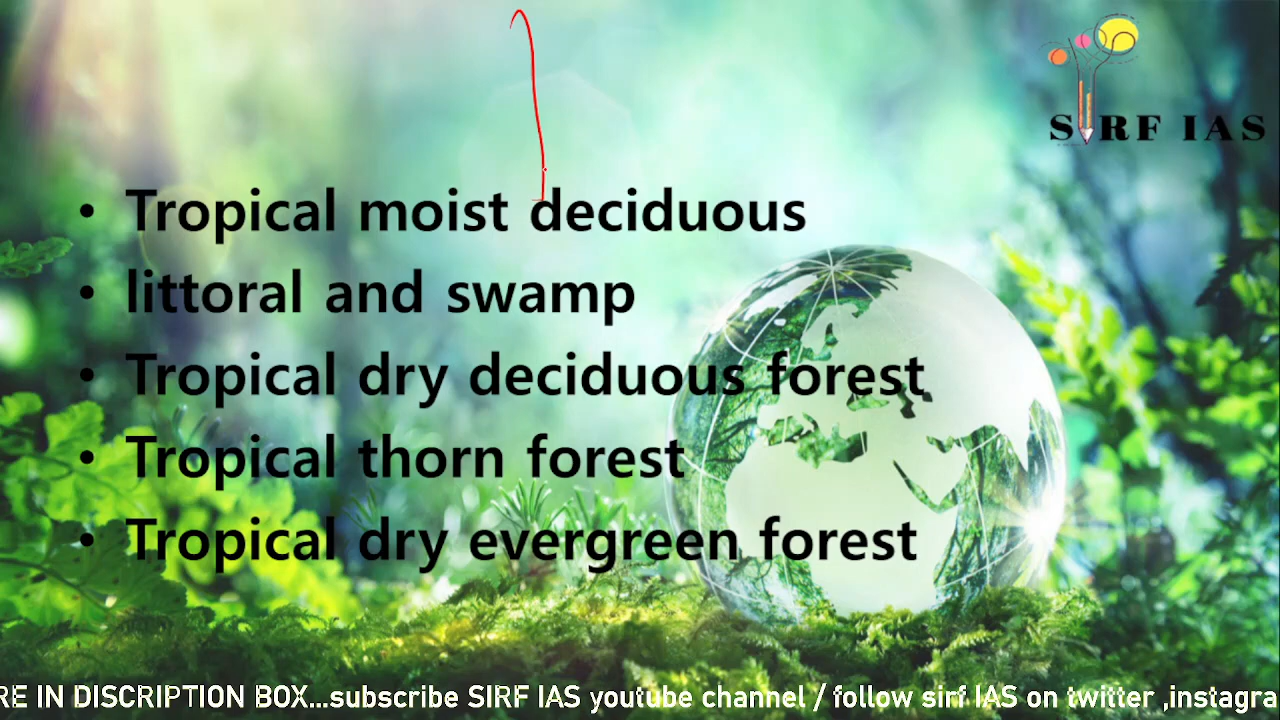 SIRF IAS
• Tropical moist deciduous
• littoral and swamp
• Tropical dry deciduous forest
• Tropical thorn forest
• Tropical dry evergreen forest
RE IN DISCRIPTION BOX...subscribe SIRF IAS youtube channel / follow sirf IAS on twitter ,instagra